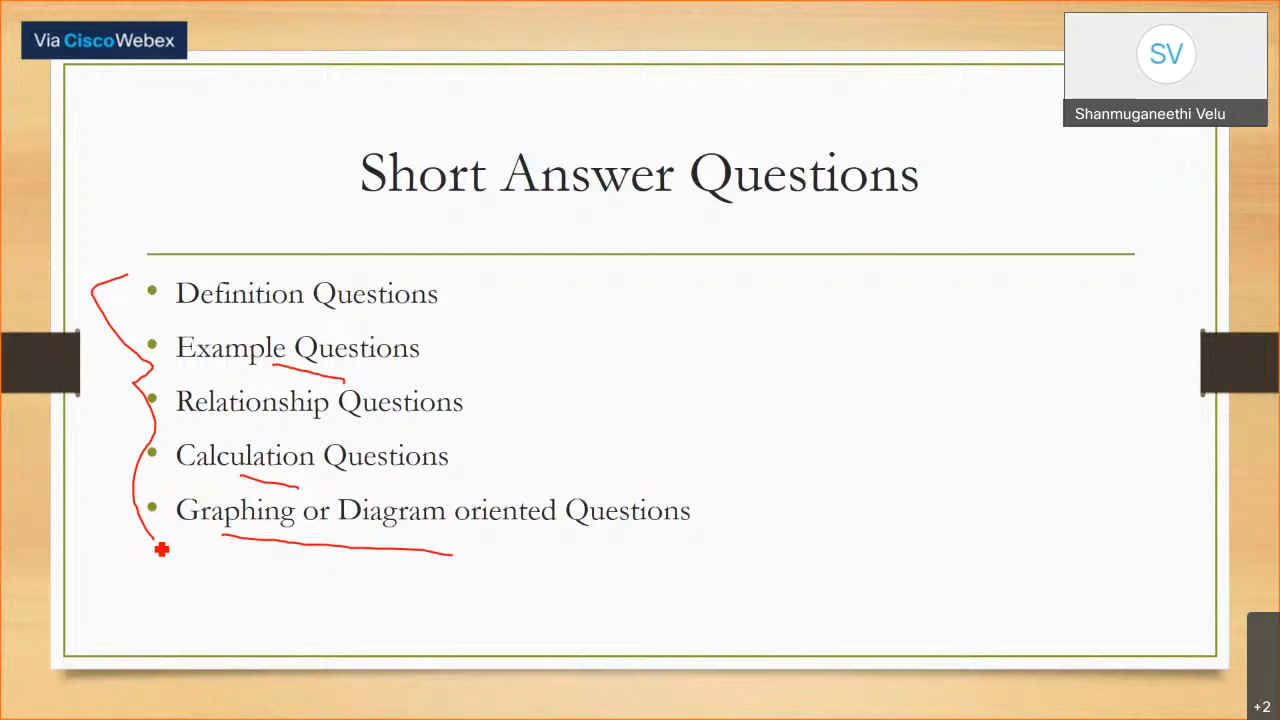 Via CiscoWebex
SV
Shanmuganeethi Velu
Short Answer Questions
• Definition Questions
• Example Questions
• Relationship Questions
• Calculation Questions
• Graphing or Diagram oriented Questions
+2